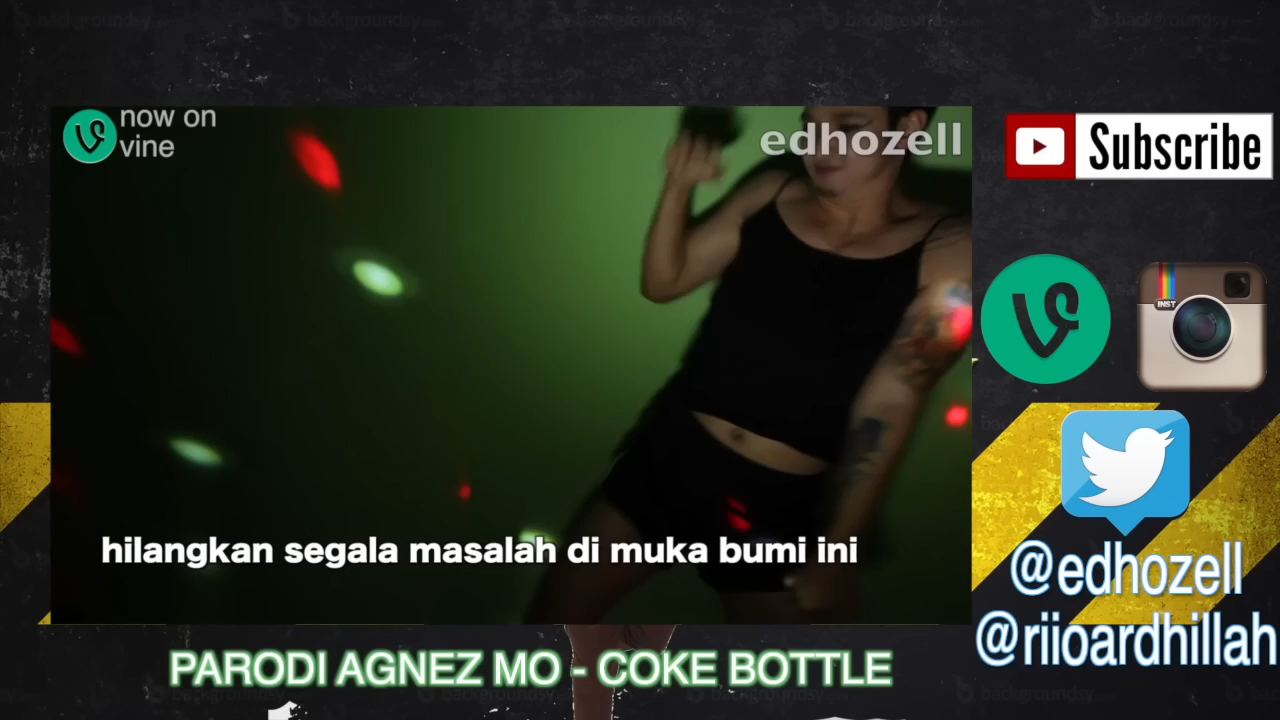 now on
vine
edhozell
Subscribe
INST
hilangkan segala masalah di muka bumi ini
@edhozell
@riioardhillah
PARODI AGNEZ MO - COKE BOTTLE